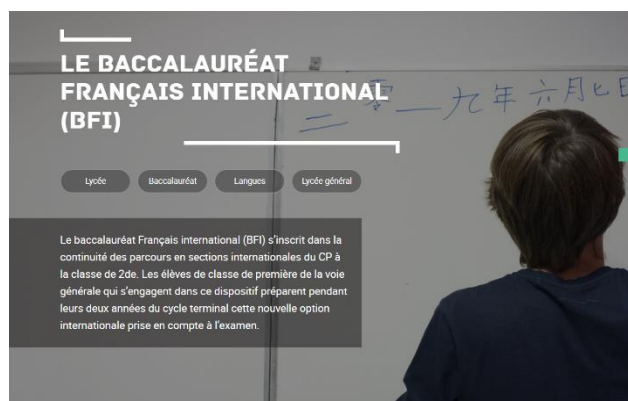 LE BACCALAURÉAT
FRANÇAIS INTERNATIONAL
(BFI)
二零一九年六月七日
Lycée
Baccalauréat
Langues
Lycée général
Le baccalauréat Français international (BFI) s'inscrit dans la
continuité des parcours en sections internationales du CP à
la classe de 2de. Les élèves de classe de première de la voie
générale qui s'engagent dans ce dispositif préparent pendant
leurs deux années du cycle terminal cette nouvelle option
internationale prise en compte à l'examen.